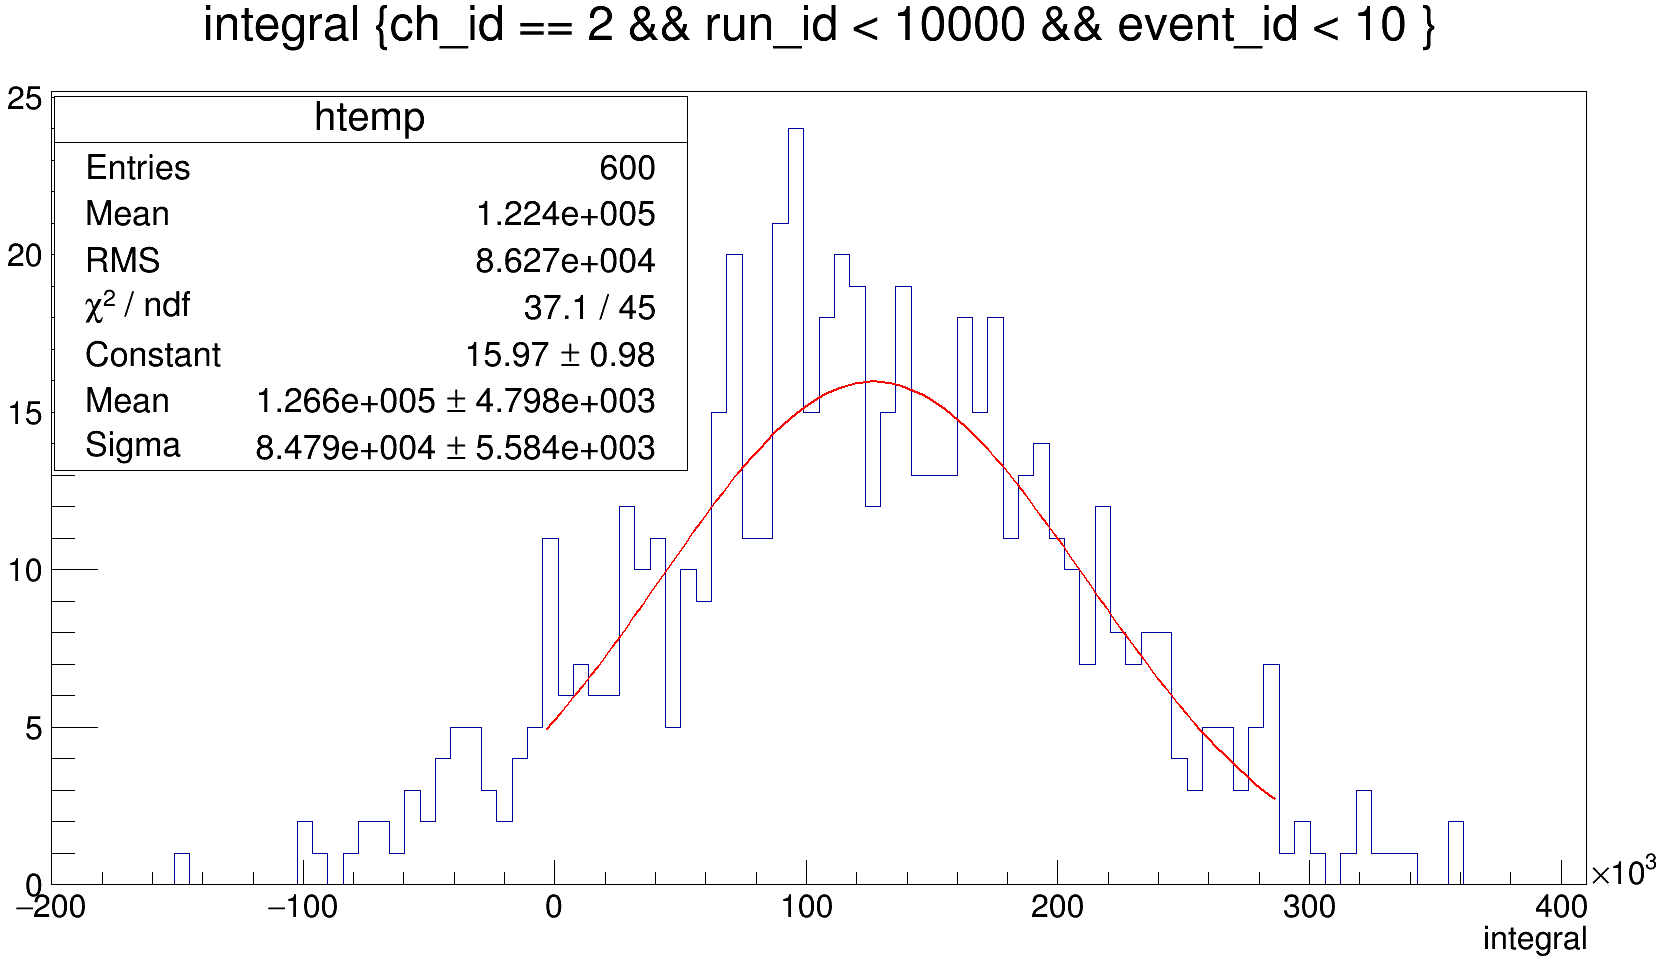 integral {ch_id == 2 && run_id < 10000 && event_id < 10 }
htemp
Entries 600
Mean 1.224e+005
RMS 8.627e+004
χ² / ndf 37.1 / 45
Constant 15.97 ± 0.98
Mean 1.266e+005 ± 4.798e+003
Sigma 8.479e+004 ± 5.584e+003
25
20
15
10
5
0
−200 −100 0 100 200 300 400
×10³
integral